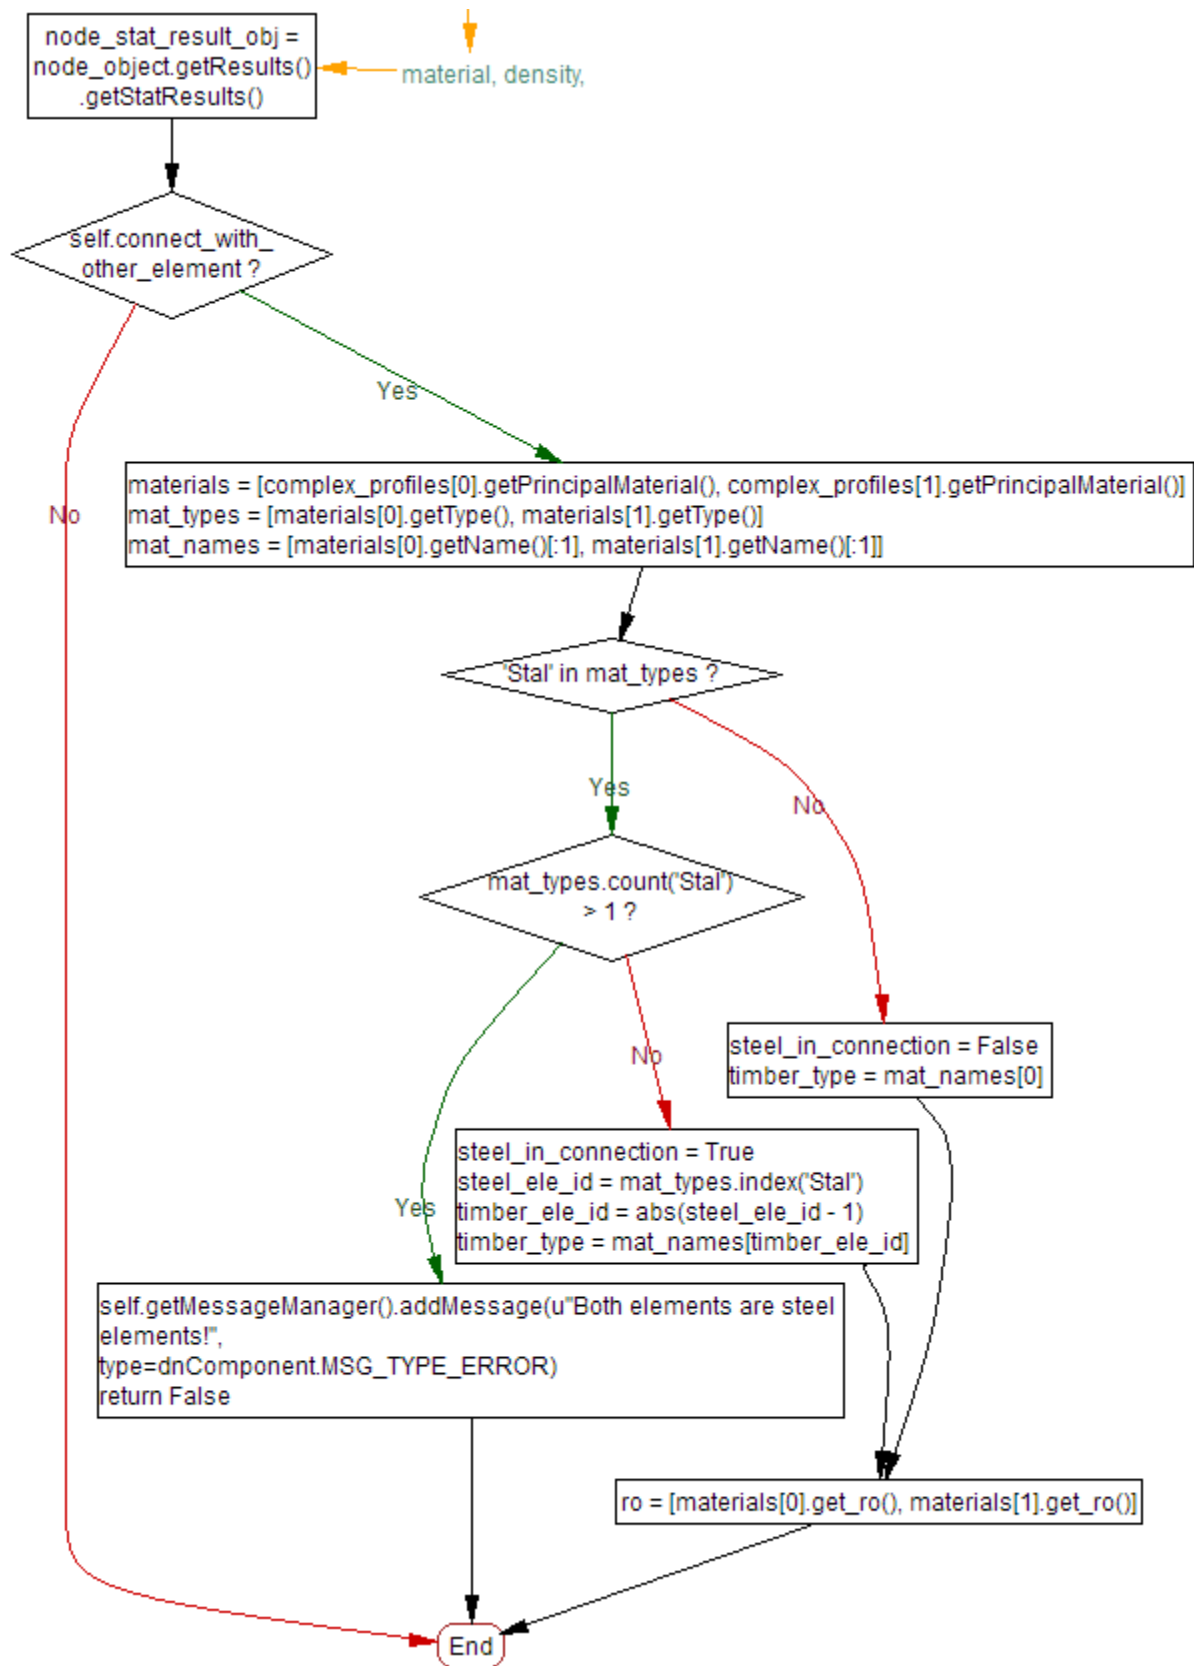 node_stat_result_obj =
node_object.getResults()
.getStatResults()
material, density,
self.connect_with_
other_element ?
Yes
No
materials = [complex_profiles[0].getPrincipalMaterial(), complex_profiles[1].getPrincipalMaterial()]
mat_types = [materials[0].getType(), materials[1].getType()]
mat_names = [materials[0].getName()[:1], materials[1].getName()[:1]]
'Stal' in mat_types ?
Yes
No
mat_types.count('Stal')
> 1 ?
steel_in_connection = False
timber_type = mat_names[0]
No
steel_in_connection = True
steel_ele_id = mat_types.index('Stal')
timber_ele_id = abs(steel_ele_id - 1)
timber_type = mat_names[timber_ele_id]
Yes
self.getMessageManager().addMessage(u"Both elements are steel
elements!",
type=dnComponent.MSG_TYPE_ERROR)
return False
ro = [materials[0].get_ro(), materials[1].get_ro()]
End